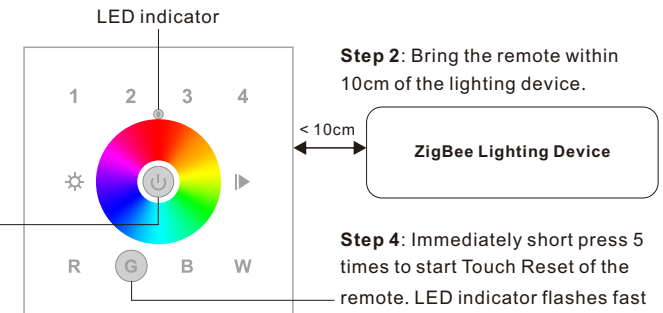 LED indicator
Step 2: Bring the remote within
10cm of the lighting device.
1 2 3 4
< 10cm
ZigBee Lighting Device
R G B W
Step 4: Immediately short press 5
times to start Touch Reset of the
remote. LED indicator flashes fast